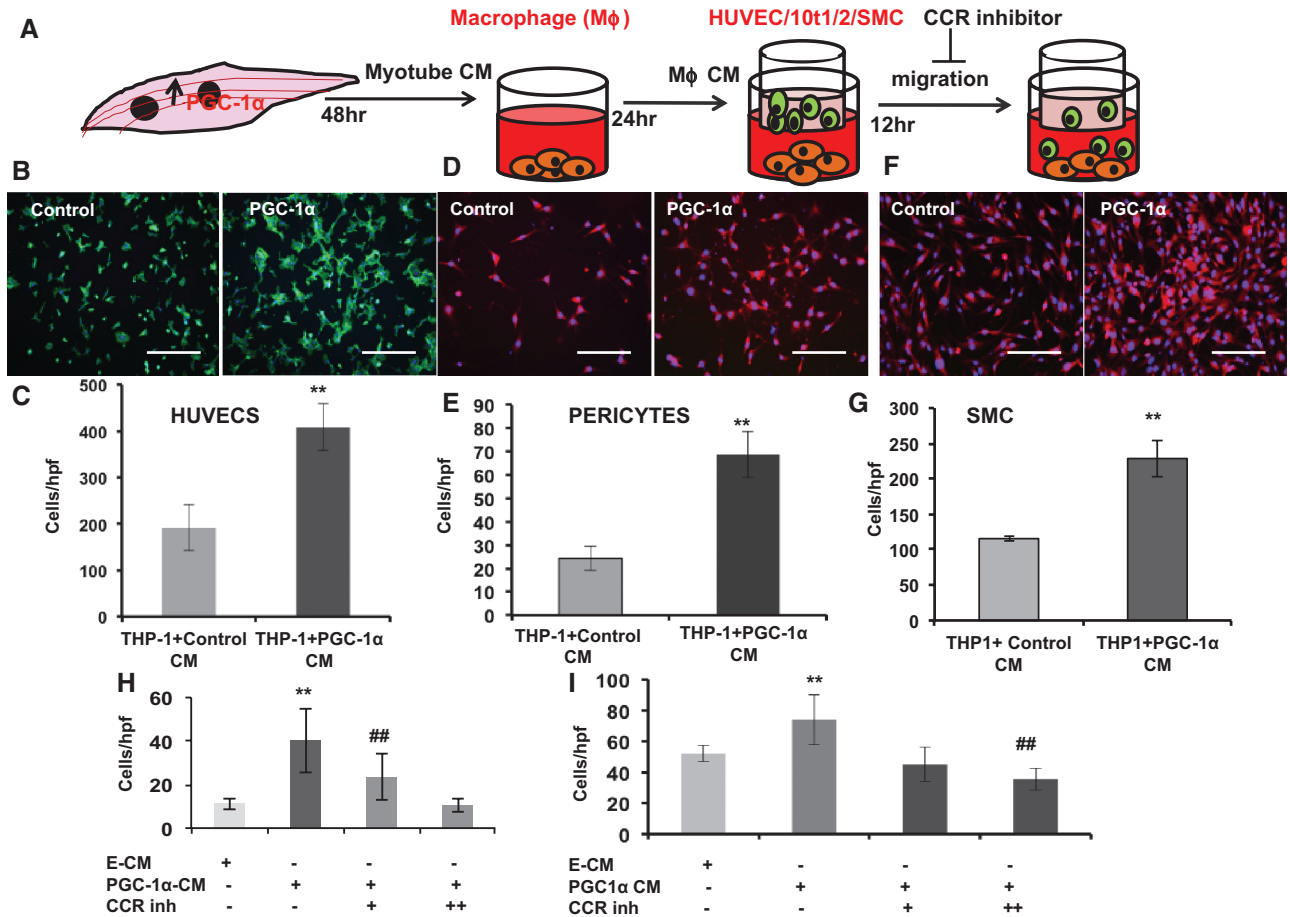 A
Macrophage (Mϕ)
HUVEC/10t1/2/SMC
CCR inhibitor
PGC-1α
Myotube CM
48hr
Mϕ CM
24hr
migration
12hr
B
Control
PGC-1α
D
Control
PGC-1α
F
Control
PGC-1α
C
HUVECS
Cells/hpf
500
400
300
200
100
0
**
THP-1+Control CM
THP-1+PGC-1α CM
E
PERICYTES
Cells/hpf
90
80
70
60
50
40
30
20
10
0
**
THP-1+Control CM
THP-1+PGC-1α CM
G
SMC
Cells/hpf
300
250
200
150
100
50
0
**
THP1+ Control CM
THP1+PGC-1α CM
H
Cells/hpf
60
40
20
0
**
##
E-CM + - - -
PGC-1α-CM - + + +
CCR inh - - + ++
I
Cells/hpf
100
80
60
40
20
0
**
##
E-CM + - - -
PGC1α CM - + + +
CCR inh - - + ++